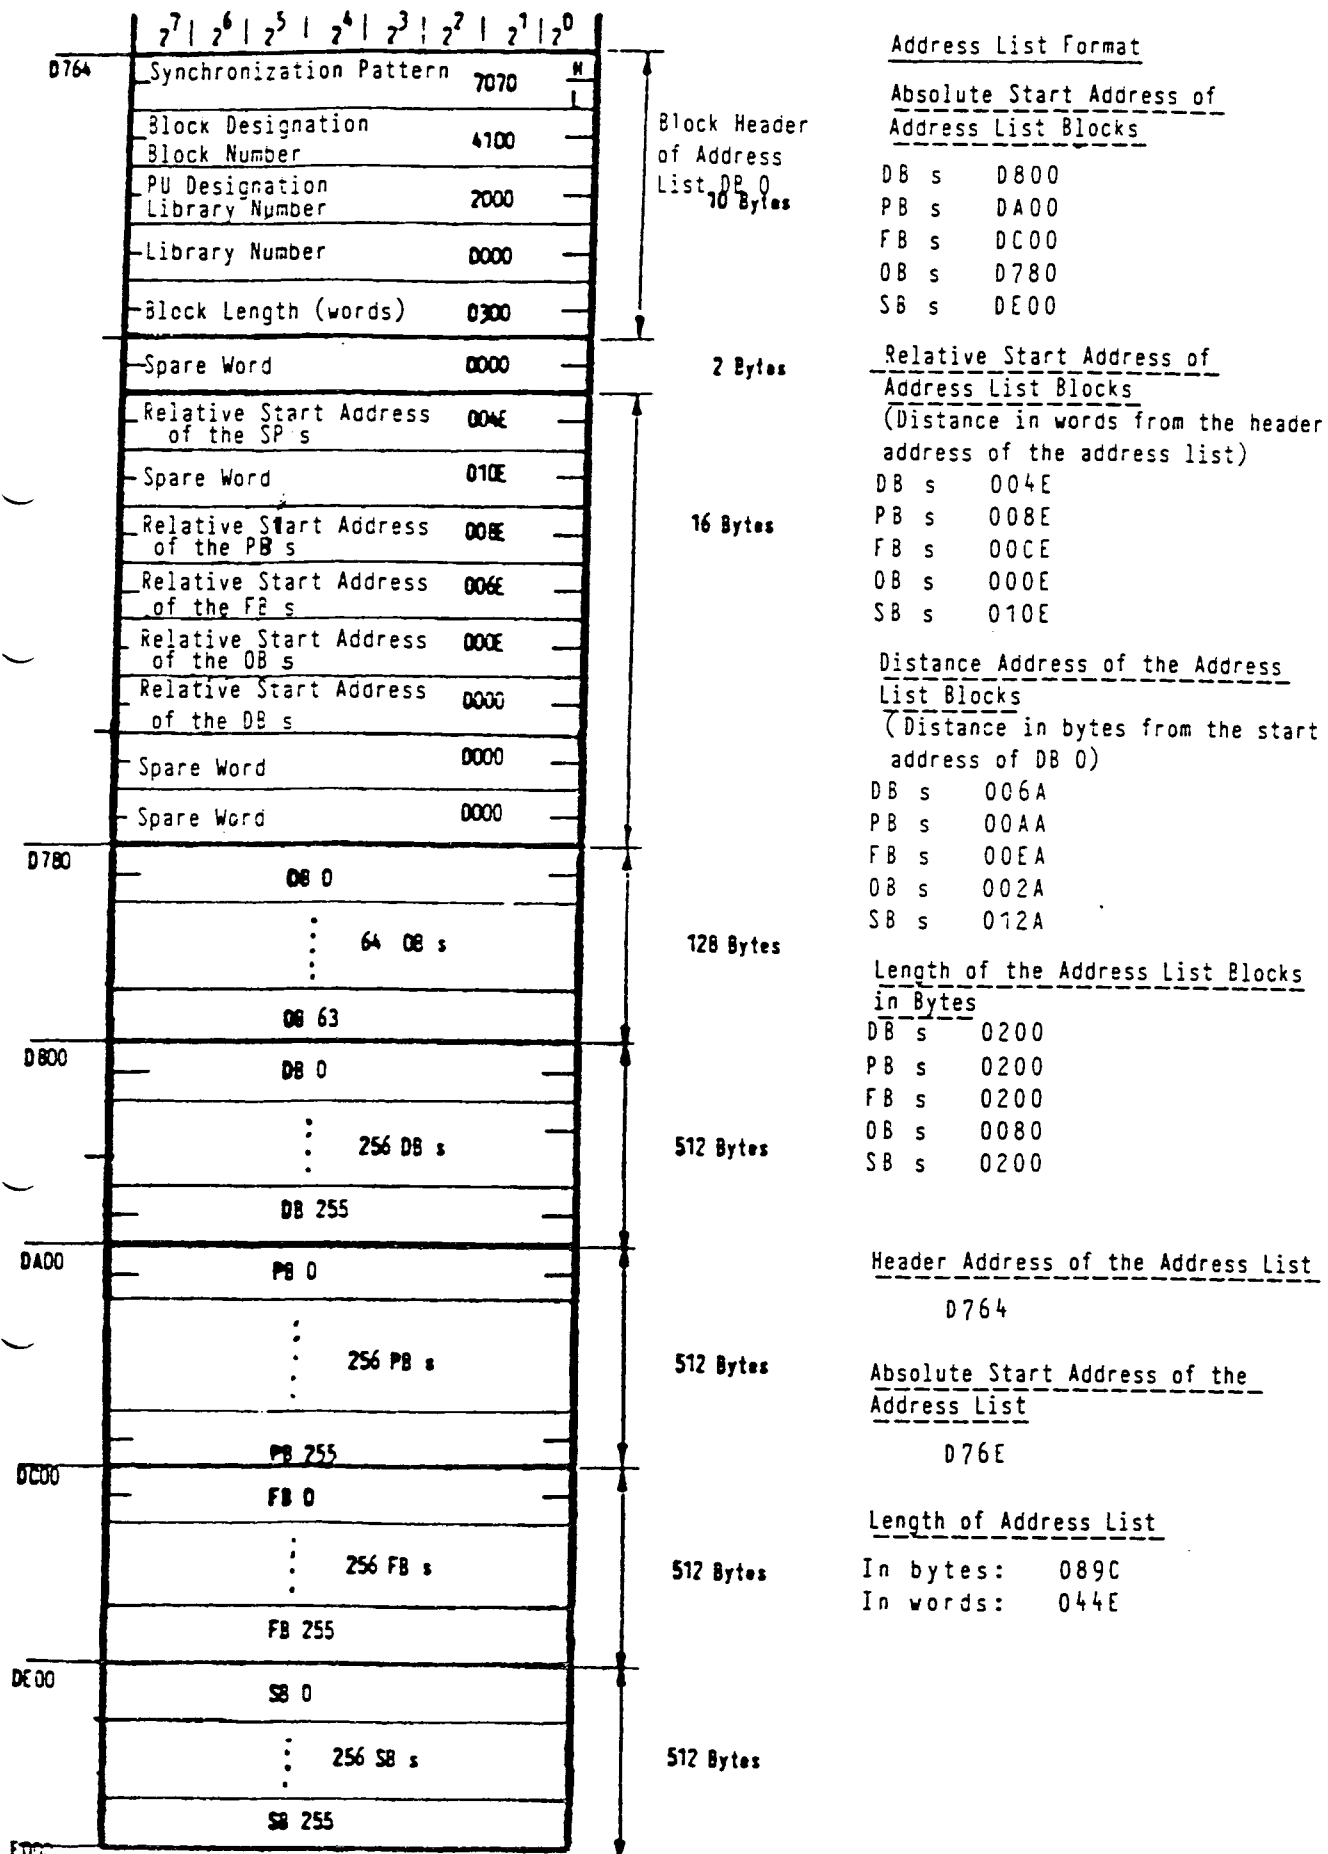 2^7 | 2^6 | 2^5 | 2^4 | 2^3 | 2^2 | 2^1 | 2^0
D764
Synchronization Pattern 7070 H
L
Block Designation
Block Number 4100
PU Designation
Library Number 2000
Library Number 0000
Block Length (words) 0300
Block Header
of Address
List DB 0
10 Bytes
Spare Word 0000
2 Bytes
Relative Start Address
of the SP s 004E
Spare Word 010E
Relative Start Address
of the PB s 008E
Relative Start Address
of the FB s 006E
Relative Start Address
of the OB s 000E
Relative Start Address
of the DB s 0000
Spare Word 0000
Spare Word 0000
16 Bytes
D780
OB 0
64 OB s
OB 63
128 Bytes
D800
DB 0
256 DB s
DB 255
512 Bytes
DA00
PB 0
256 PB s
PB 255
512 Bytes
DC00
FB 0
256 FB s
FB 255
512 Bytes
DE00
SB 0
256 SB s
SB 255
512 Bytes
Address List Format
Absolute Start Address of
Address List Blocks
DB s D800
PB s DA00
FB s DC00
OB s D780
SB s DE00
Relative Start Address of
Address List Blocks
(Distance in words from the header
address of the address list)
DB s 004E
PB s 008E
FB s 00CE
OB s 000E
SB s 010E
Distance Address of the Address
List Blocks
(Distance in bytes from the start
address of DB 0)
DB s 006A
PB s 00AA
FB s 00EA
OB s 002A
SB s 012A
Length of the Address List Blocks
in Bytes
DB s 0200
PB s 0200
FB s 0200
OB s 0080
SB s 0200
Header Address of the Address List
D764
Absolute Start Address of the
Address List
D76E
Length of Address List
In bytes: 089C
In words: 044E